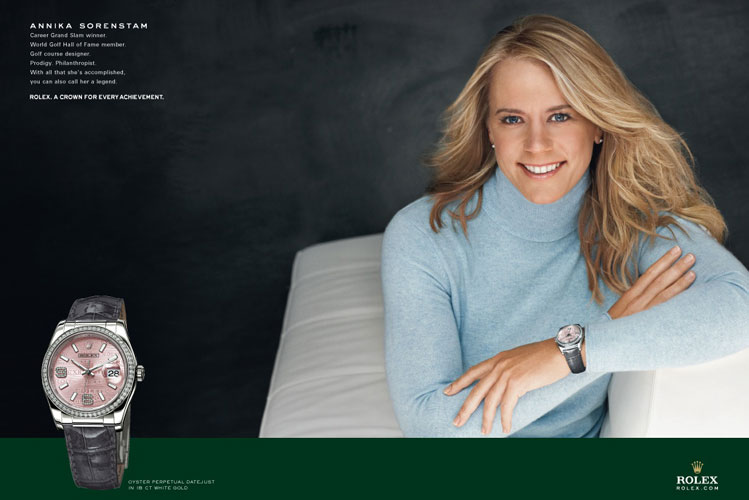 ANNIKA SORENSTAM
Career Grand Slam winner.
World Golf Hall of Fame member.
Golf course designer.
Prodigy. Philanthropist.
With all that she's accomplished,
you can also call her a legend.
ROLEX. A CROWN FOR EVERY ACHIEVEMENT.
ROLEX
28
OYSTER PERPETUAL DATEJUST
IN 18 CT WHITE GOLD
ROLEX
ROLEX.COM